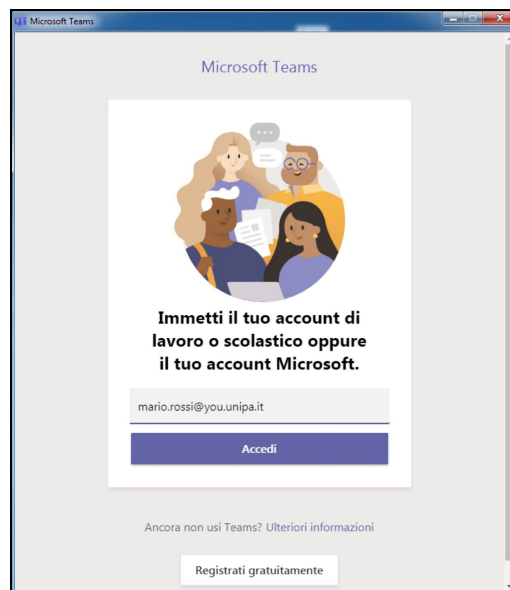 Microsoft Teams
Microsoft Teams
Immetti il tuo account di
lavoro o scolastico oppure
il tuo account Microsoft.
mario.rossi@you.unipa.it
Accedi
Ancora non usi Teams? Ulteriori informazioni
Registrati gratuitamente